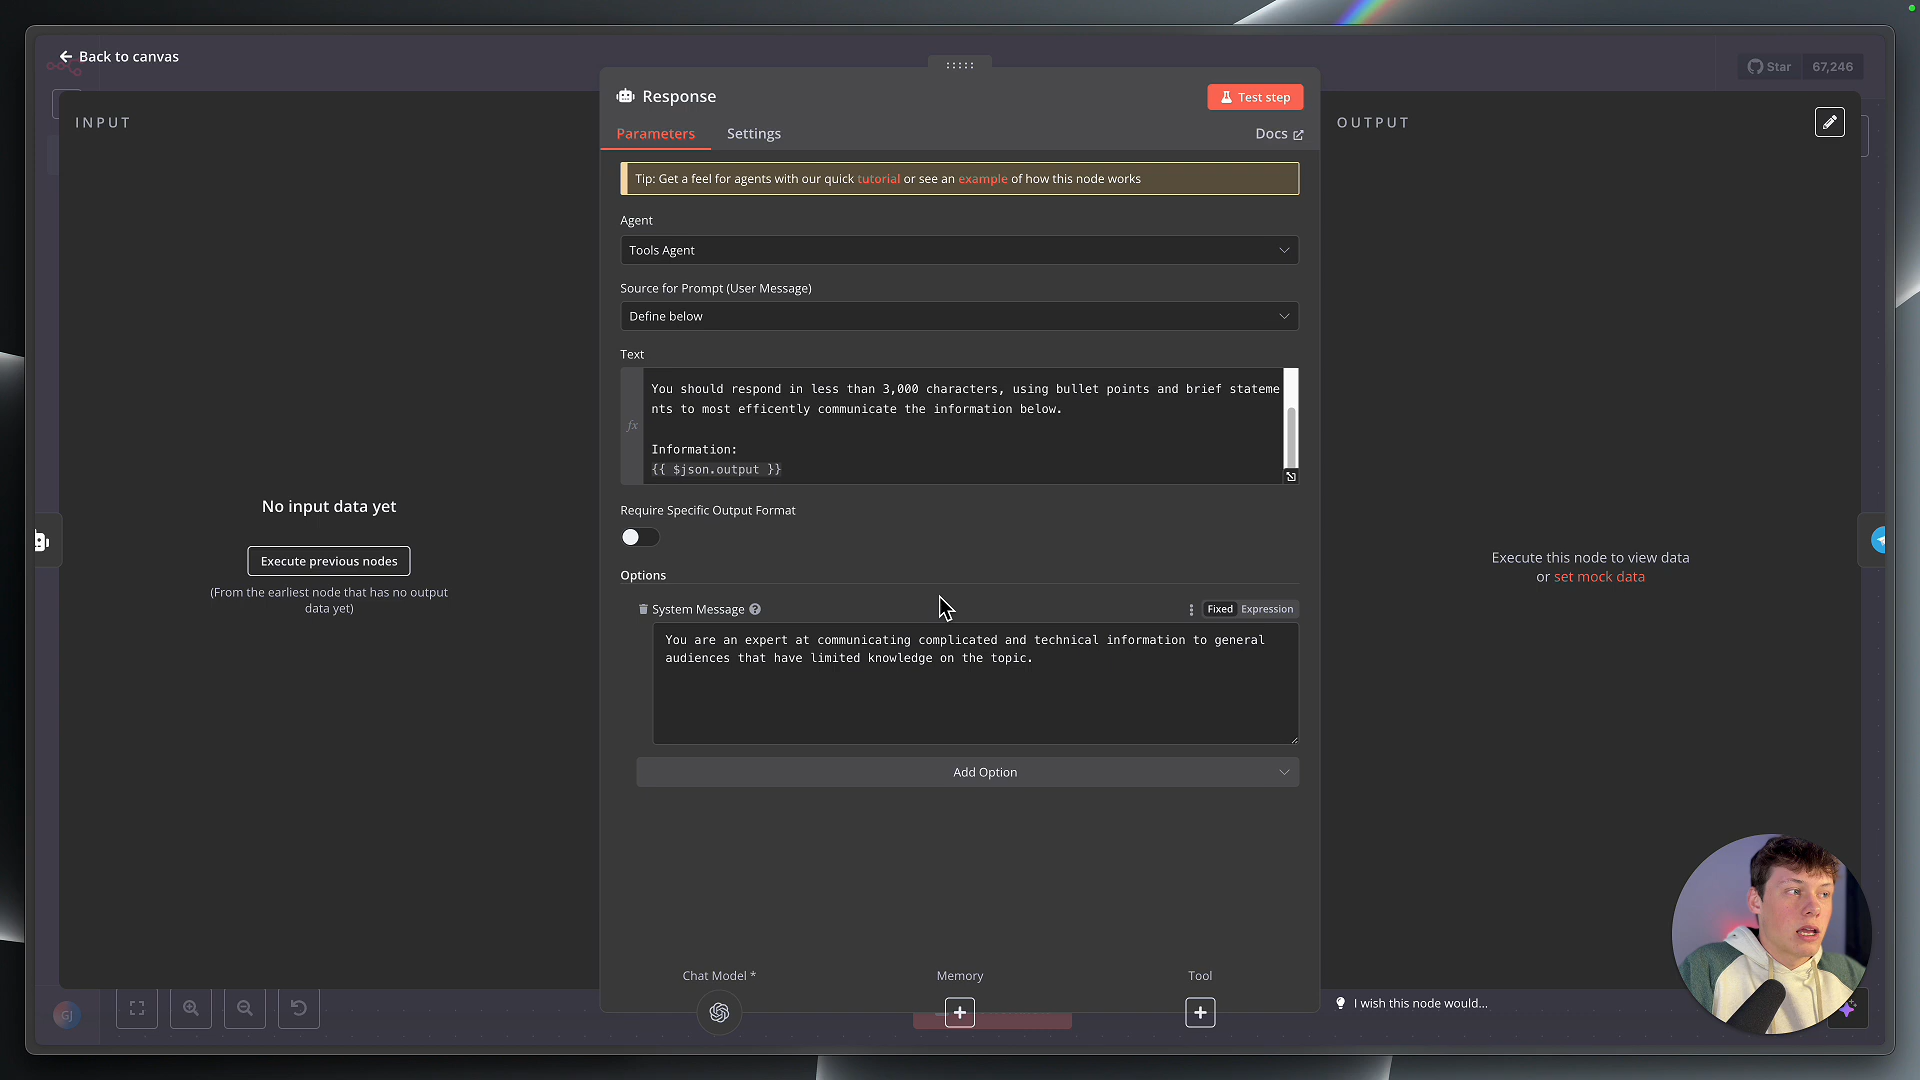 Back to canvas
Star 67,246
INPUT
Response
Test step
OUTPUT
Parameters Settings Docs
Tip: Get a feel for agents with our quick tutorial or see an example of how this node works
Agent
Tools Agent
Source for Prompt (User Message)
Define below
Text
You should respond in less than 3,000 characters, using bullet points and brief stateme
nts to most efficently communicate the information below.
fx
Information:
{{ $json.output }}
No input data yet
Execute previous nodes
(From the earliest node that has no output
data yet)
Require Specific Output Format
Execute this node to view data
or set mock data
Options
System Message Fixed Expression
You are an expert at communicating complicated and technical information to general
audiences that have limited knowledge on the topic.
Add Option
Chat Model * Memory Tool
I wish this node would...
GJ